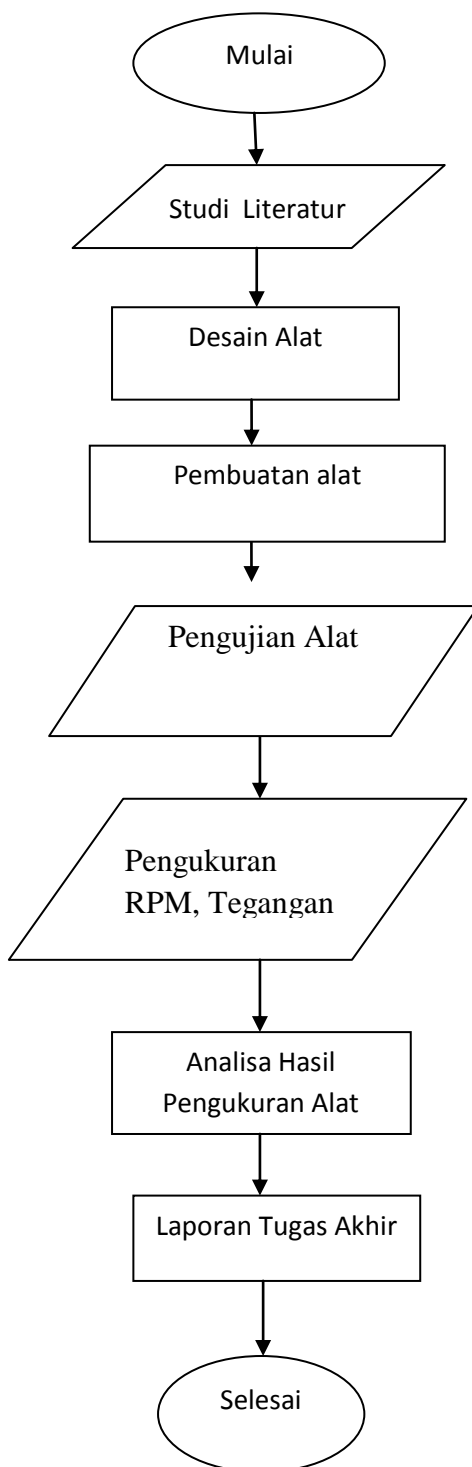 Mulai
Studi Literatur
Desain Alat
Pembuatan alat
Pengujian Alat
Pengukuran
RPM, Tegangan
Analisa Hasil
Pengukuran Alat
Laporan Tugas Akhir
Selesai